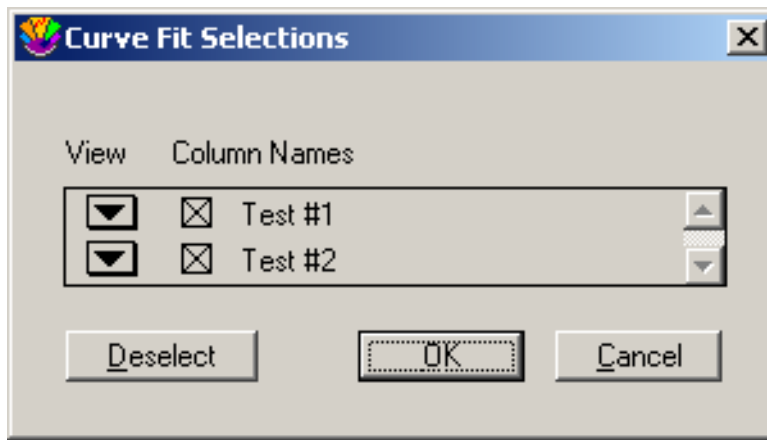 Curve Fit Selections
View Column Names
Test #1
Test #2
Deselect OK Cancel